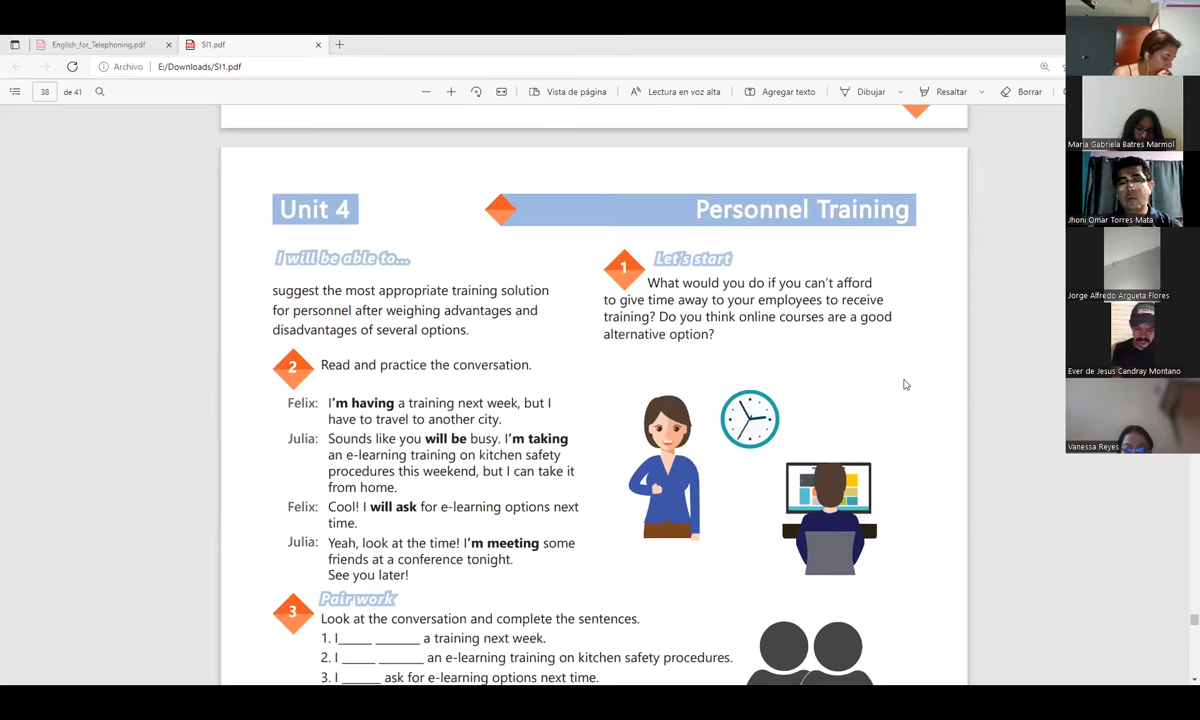 English_for_Telephoning.pdf
SI1.pdf
Archivo
E:/Downloads/SI1.pdf
38
de 41
Vista de página
Lectura en voz alta
Agregar texto
Dibujar
Resaltar
Borrar
Unit 4
Personnel Training
I will be able to...
suggest the most appropriate training solution
for personnel after weighing advantages and
disadvantages of several options.
1 Let's start
What would you do if you can't afford
to give time away to your employees to receive
training? Do you think online courses are a good
alternative option?
2 Read and practice the conversation.
Felix: I'm having a training next week, but I
have to travel to another city.
Julia: Sounds like you will be busy. I'm taking
an e-learning training on kitchen safety
procedures this weekend, but I can take it
from home.
Felix: Cool! I will ask for e-learning options next
time.
Julia: Yeah, look at the time! I'm meeting some
friends at a conference tonight.
See you later!
3 Pair work
Look at the conversation and complete the sentences.
1. I_____ _______ a training next week.
2. I _____ _______ an e-learning training on kitchen safety procedures.
3. I ______ ask for e-learning options next time.
Maria Gabriela Batres Marmol
Jhoni Omar Torres Mata
Jorge Alfredo Argueta Flores
Ever de Jesus Candray Montano
Vanessa Reyes